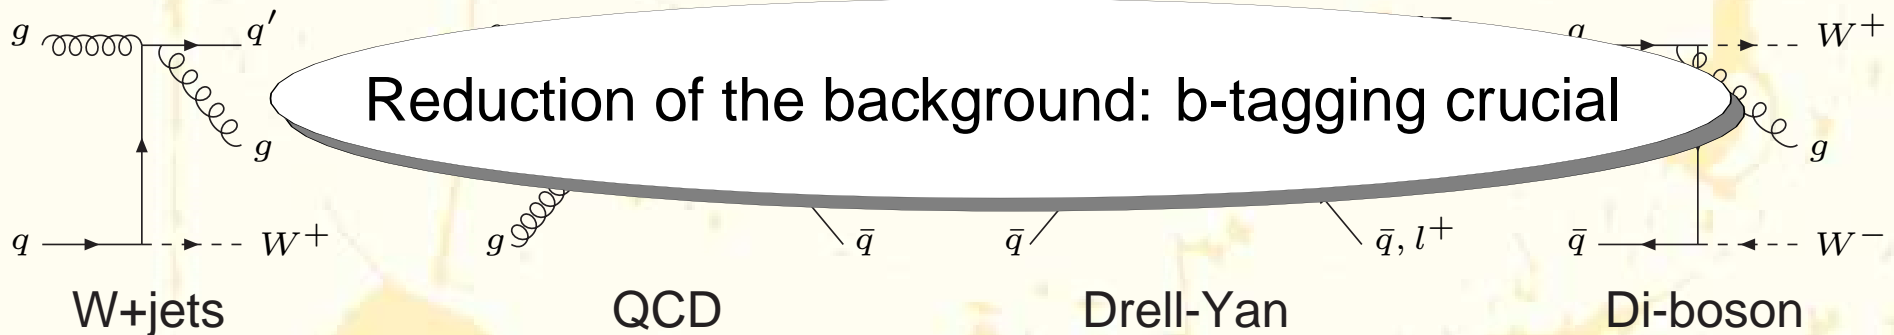 g q′ q W⁺
Reduction of the background: b-tagging crucial
g g
q W⁺ g q̄ q̄ q̄, l⁺ q̄ W⁻
W+jets QCD Drell-Yan Di-boson